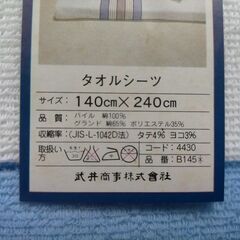 タオルシーツ
サイズ：140cm×240cm
品質：パイル 綿100%
グランド 綿65% ポリエステル35%
収縮率：(JIS-L-1042D法) タテ4% ヨコ3%
取扱い方 コード：4430
品番：B145
武井商事株式會社